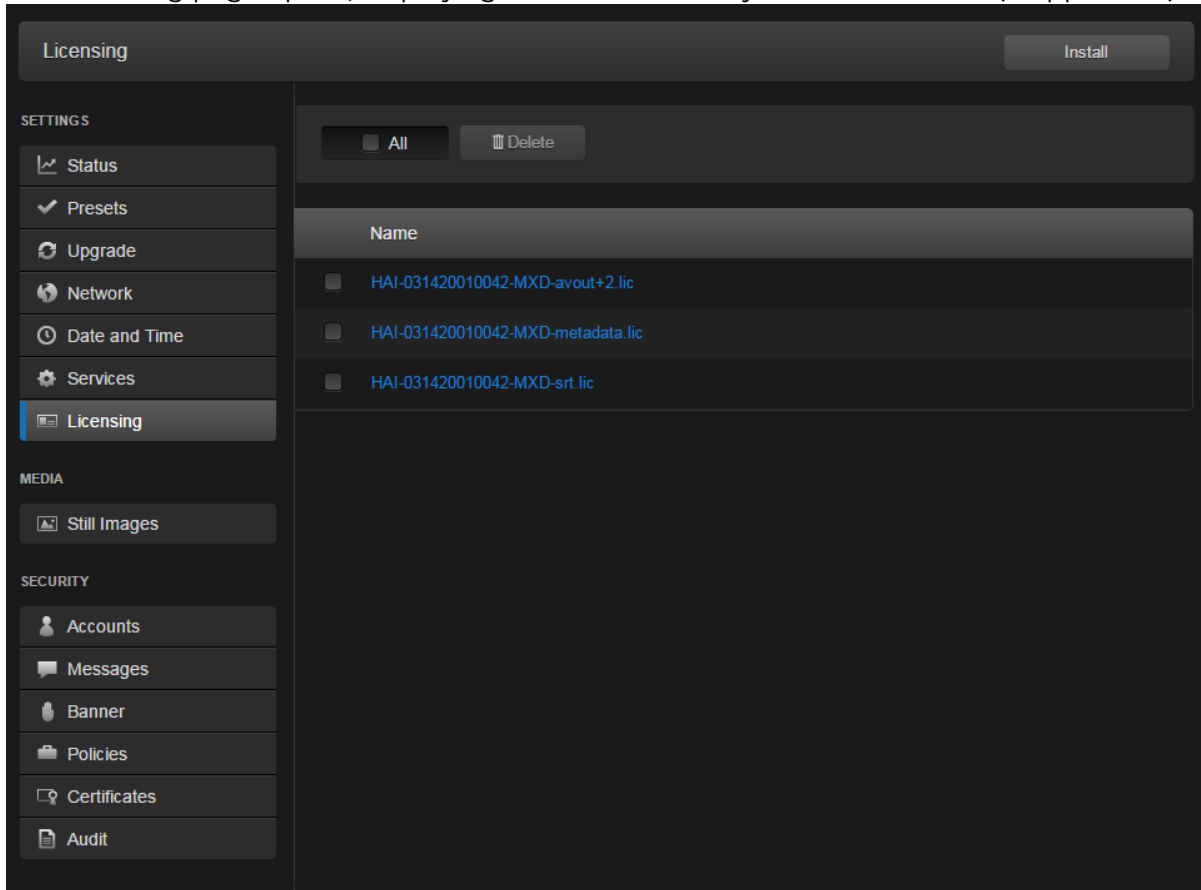 Licensing
Install
SETTINGS
Status
Presets
Upgrade
Network
Date and Time
Services
Licensing
MEDIA
Still Images
SECURITY
Accounts
Messages
Banner
Policies
Certificates
Audit
All
Delete
Name
HAI-031420010042-MXD-avout+2.lic
HAI-031420010042-MXD-metadata.lic
HAI-031420010042-MXD-srt.lic